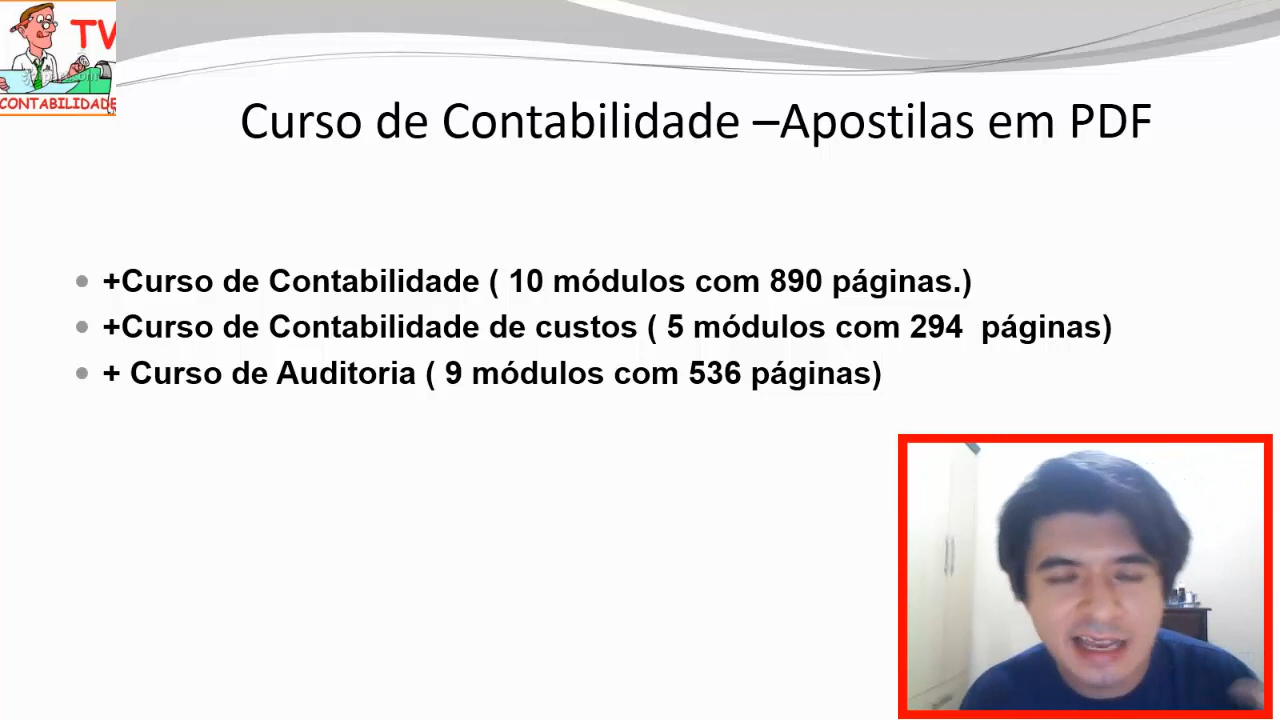 TV
CONTABILIDADE
Curso de Contabilidade –Apostilas em PDF
+Curso de Contabilidade ( 10 módulos com 890 páginas.)
+Curso de Contabilidade de custos ( 5 módulos com 294 páginas)
+ Curso de Auditoria ( 9 módulos com 536 páginas)